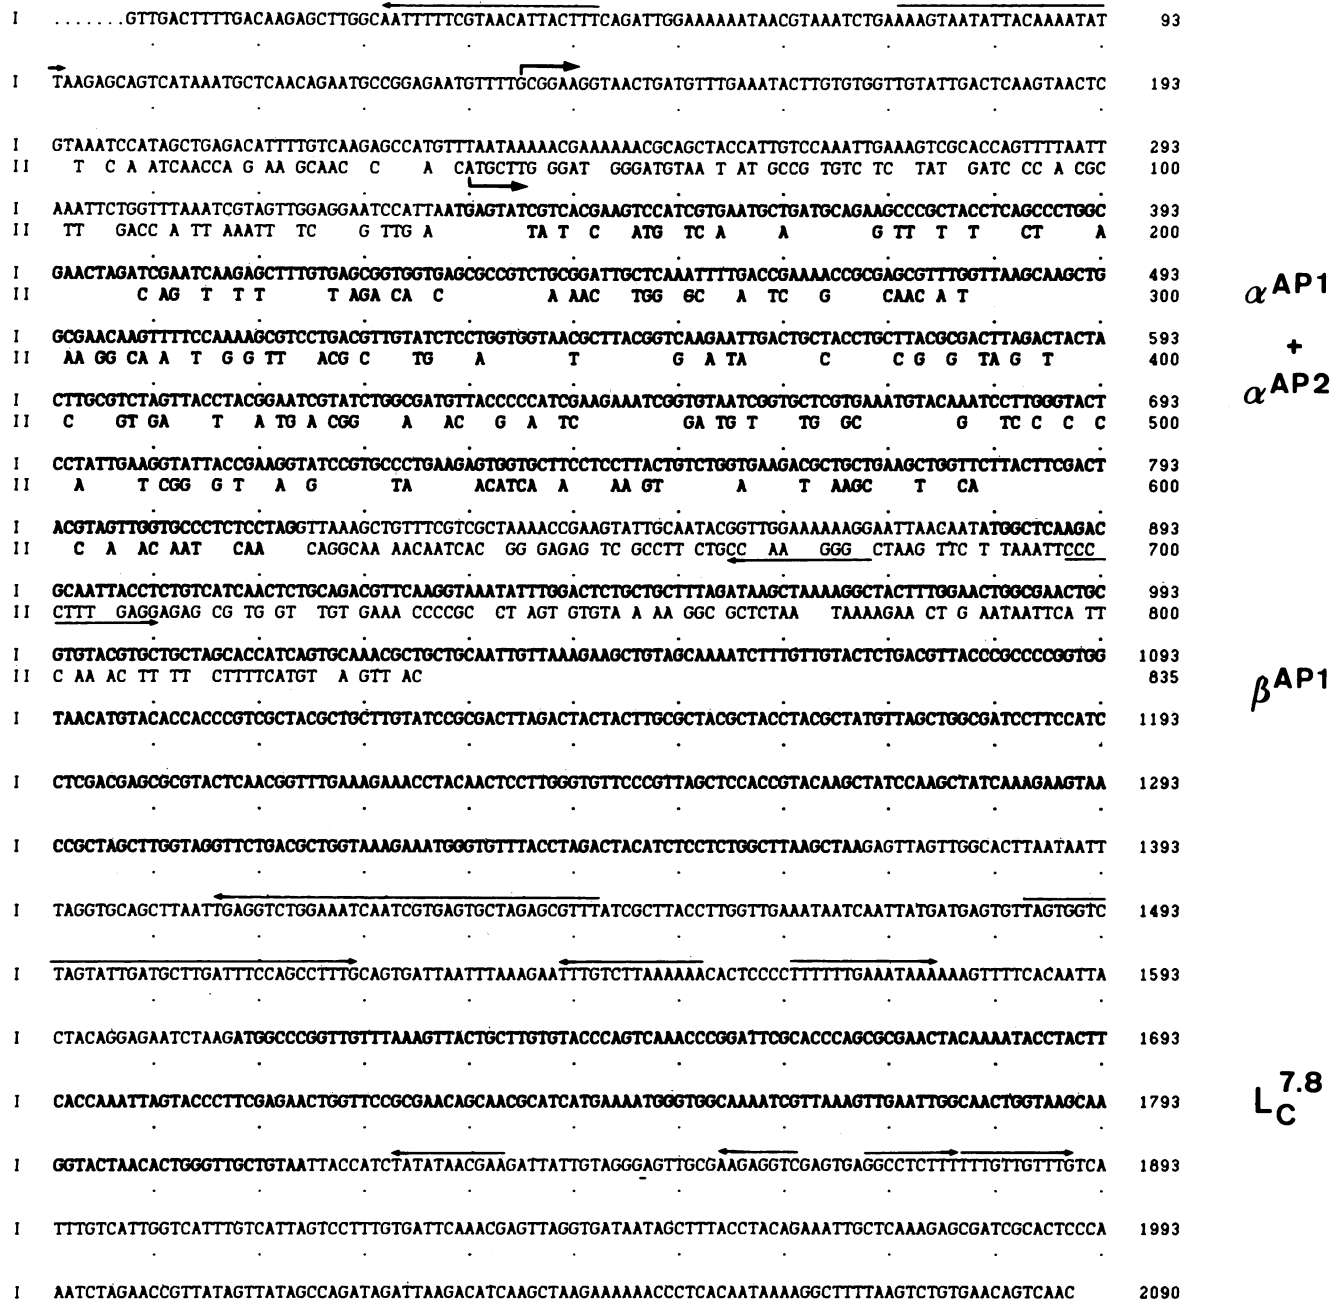 I .......GTTGACTTTTGACAAGAGCTTGGCAATTTTTCGTAACATTACTTTCAGATTGGAAAAAATAACGTAAATCTGAAAAGTAATATTACAAAATAT 93
I TAAGAGCAGTCATAAATGCTCAACAGAATGCCGGAGAATGTTTTGCGGAAGGTAACTGATGTTTGAAATACTTGTGTGGTTGTATTGACTCAAGTAACTC 193
I GTAAATCCATAGCTGAGACATTTTGTCAAGAGCCATGTTTAATAAAAACGAAAAAACGCAGCTACCATTGTCCAAATTGAAAGTCGCACCAGTTTTAATT 293
II T C A ATCAACCA G AA GCAAC C A CATGCTTG GGAT GGGATGTAA T AT GCCG TGTC TC TAT GATC CC A CGC 100
I AAATTCTGGTTTAAATCGTAGTTGGAGGAATCCATTAATGAGTATCGTCACGAAGTCCATCGTGAATGCTGATGCAGAAGCCCGCTACCTCAGCCCTGGC 393
II TT GACC A TT AAATT TC G TTGA TA T C ATG TCA A G TT T T CT A 200
I GAACTAGATCGAATCAAGAGCTTTGTGAGCGGTGGTGAGCGCCGTCTGCGGATTGCTCAAATTTTGACCGAAAACCGCGAGCGTTTGGTTAAGCAAGCTG 493
II C AG T T T T AGA CA C A AAC TGG GC A TC G CAAC A T 300
αAP1
I GCGAACAAGTTTTCCAAAAGCGTCCTGACGTTGTATCTCCTGGTGGTAACGCTTACGGTCAAGAATTGACTGCTACCTGCTTACGCGACTTAGACTACTA 593
II AA GG CA A T G G TT ACG C TG A T G A TA C C G G TAG T 400
+
I CTTGCGTCTAGTTACCTACGGAATCGTATCTGGCGATGTTACCCCCATCGAAGAAATCGGTGTAATCGGTGCTCGTGAAATGTACAAATCCTTGGGTACT 693
II C GT GA T A TG A CGG A AC G A TC GA TG T TG GC G TC C C C 500
αAP2
I CCTATTGAAGGTATTACCGAAGGTATCCGTGCCCTGAAGAGTGGTGCTTCCTCCTTACTGTCTGGTGAAGACGCTGCTGAAGCTGGTTCTTACTTCGACT 793
II A T CGG G T A G TA ACATCA A AA GT A T AAGC T CA 600
I ACGTAGTTGGTGCCCTCTCCTAGGTTAAAGCTGTTTCGTCGCTAAAACCGAAGTATTGCAATACGGTTGGAAAAAAGGAATTAACAATATGGCTCAAGAC 893
II C A AC AAT CAA CAGGCAA AACAATCAC GG GAGAG TC GCCTT CTGCC AA GGG CTAAG TTC T TAAATTCCC 700
I GCAATTACCTCTGTCATCAACTCTGCAGACGTTCAAGGTAAATATTTGGACTCTGCTGCTTTAGATAAGCTAAAAGGCTACTTTGGAACTGGCGAACTGC 993
II CTTT GAGGAGAG CG TG GT TGT GAAA CCCCGC CT AGT GTGTA A AA GGC GCTCTAA TAAAAGAA CT G AATAATTCA TT 800
I GTGTACGTGCTGCTAGCACCATCAGTGCAAACGCTGCTGCAATTGTTAAAGAAGCTGTAGCAAAATCTTTGTTGTACTCTGACGTTACCCGCCCCGGTGG 1093
II C AA AC TT TT CTTTTCATGT A GTT AC 835
βAP1
I TAACATGTACACCACCCGTCGCTACGCTGCTTGTATCCGCGACTTAGACTACTACTTGCGCTACGCTACCTACGCTATGTTAGCTGGCGATCCTTCCATC 1193
I CTCGACGAGCGCGTACTCAACGGTTTGAAAGAAACCTACAACTCCTTGGGTGTTCCCGTTAGCTCCACCGTACAAGCTATCCAAGCTATCAAAGAAGTAA 1293
I CCGCTAGCTTGGTAGGTTCTGACGCTGGTAAAGAAATGGGTGTTTACCTAGACTACATCTCCTCTGGCTTAAGCTAAGAGTTAGTTGGCACTTAATAATT 1393
I TAGGTGCAGCTTAATTGAGGTCTGGAAATCAATCGTGAGTGCTAGAGCGTTTATCGCTTACCTTGGTTGAAATAATCAATTATGATGAGTGTTAGTGGTC 1493
I TAGTATTGATGCTTGATTTCCAGCCTTTGCAGTGATTAATTTAAAGAATTTGTCTTAAAAAACACTCCCCTTTTTTGAAATAAAAAAGTTTTCACAATTA 1593
I CTACAGGAGAATCTAAGATGGCCCGGTTGTTTAAAGTTACTGCTTGTGTACCCAGTCAAACCCGGATTCGCACCCAGCGCGAACTACAAAATACCTACTT 1693
I CACCAAATTAGTACCCTTCGAGAACTGGTTCCGCGAACAGCAACGCATCATGAAAATGGGTGGCAAAATCGTTAAAGTTGAATTGGCAACTGGTAAGCAA 1793
LC7.8
I GGTACTAACACTGGGTTGCTGTAATTACCATCTATATAACGAAGATTATTGTAGGGAGTTGCGAAGAGGTCGAGTGAGGCCTCTTTTTTGTTGTTTGTCA 1893
I TTTGTCATTGGTCATTTGTCATTAGTCCTTTGTGATTCAAACGAGTTAGGTGATAATAGCTTTACCTACAGAAATTGCTCAAAGAGCGATCGCACTCCCA 1993
I AATCTAGAACCGTTATAGTTATAGCCAGATAGATTAAGACATCAAGCTAAGAAAAAACCCTCACAATAAAAGGCTTTTAAGTCTGTGAACAGTCAAC 2090